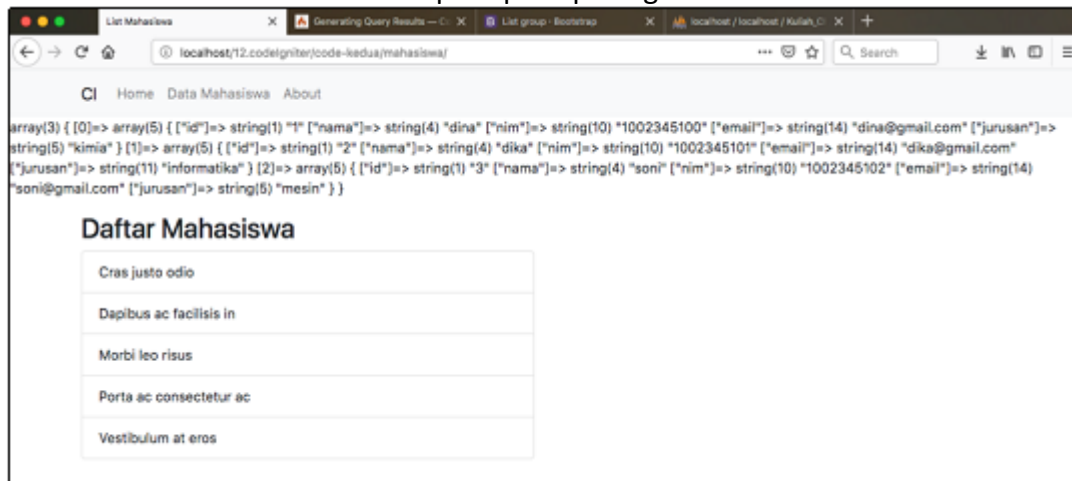 List Mahasiswa
Generating Query Results — Co
List group · Bootstrap
localhost / localhost / Kuliah_CI
localhost/12.codeIgniter/code-kedua/mahasiswa/
Search
CI Home Data Mahasiswa About
array(3) { [0]=> array(5) { ["id"]=> string(1) "1" ["nama"]=> string(4) "dina" ["nim"]=> string(10) "1002345100" ["email"]=> string(14) "dina@gmail.com" ["jurusan"]=>
string(5) "kimia" } [1]=> array(5) { ["id"]=> string(1) "2" ["nama"]=> string(4) "dika" ["nim"]=> string(10) "1002345101" ["email"]=> string(14) "dika@gmail.com"
["jurusan"]=> string(11) "informatika" } [2]=> array(5) { ["id"]=> string(1) "3" ["nama"]=> string(4) "soni" ["nim"]=> string(10) "1002345102" ["email"]=> string(14)
"soni@gmail.com" ["jurusan"]=> string(5) "mesin" } }
Daftar Mahasiswa
Cras justo odio
Dapibus ac facilisis in
Morbi leo risus
Porta ac consectetur ac
Vestibulum at eros